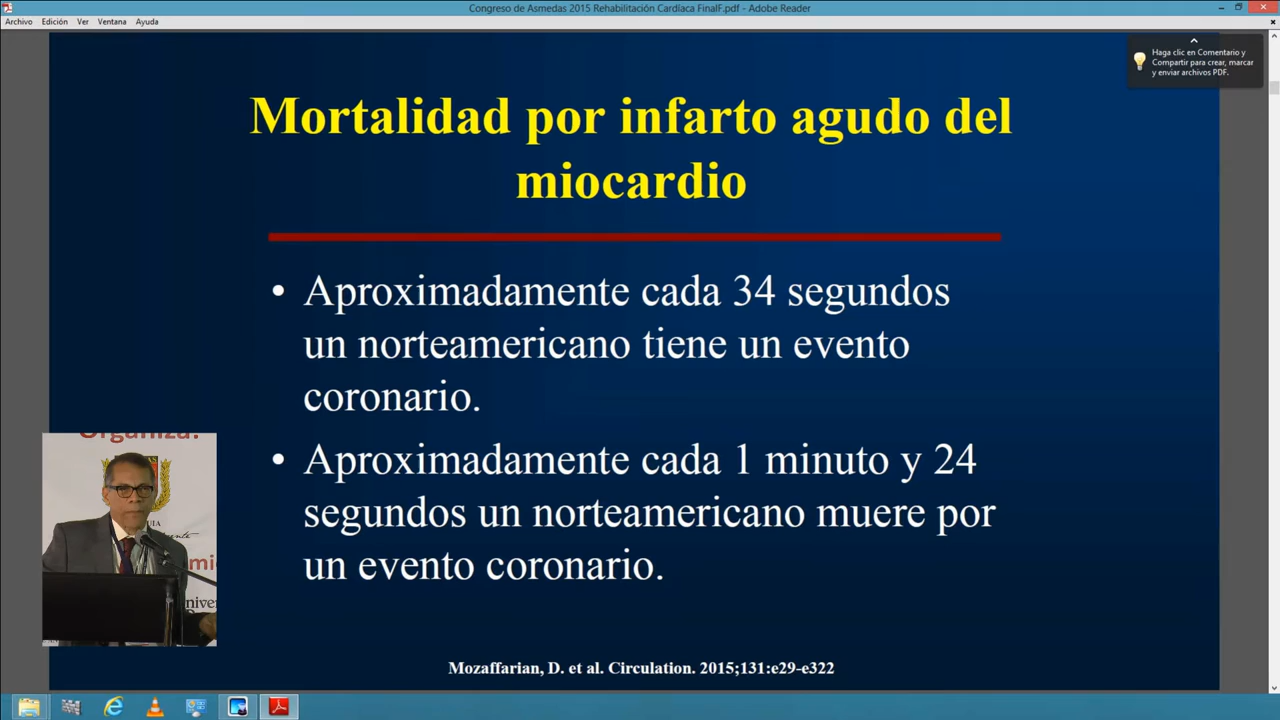 Congreso de Asmedas 2015 Rehabilitación Cardíaca FinalF.pdf - Adobe Reader
Archivo Edición Ver Ventana Ayuda
Haga clic en Comentario y
Compartir para crear, marcar
y enviar archivos PDF.
Mortalidad por infarto agudo del
miocardio
• Aproximadamente cada 34 segundos
un norteamericano tiene un evento
coronario.
• Aproximadamente cada 1 minuto y 24
segundos un norteamericano muere por
un evento coronario.
Organiza:
Mozaffarian, D. et al. Circulation. 2015;131:e29-e322